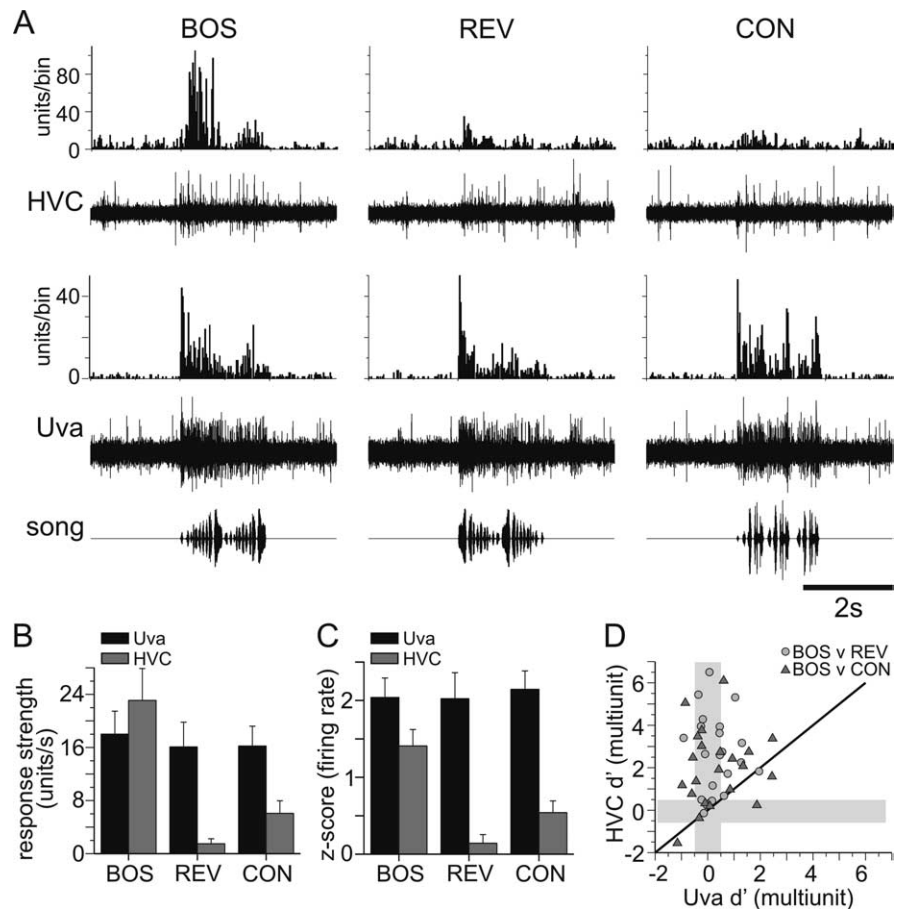 A
BOS REV CON
units/bin
80
40
0
HVC
units/bin
40
0
Uva
song
2s
B
Uva
HVC
response strength
(units/s)
24
16
8
0
BOS REV CON
C
Uva
HVC
z-score (firing rate)
2
1
0
BOS REV CON
D
BOS v REV
BOS v CON
HVC d' (multiunit)
7
6
4
2
0
-2
-2 0 2 4 6
Uva d' (multiunit)